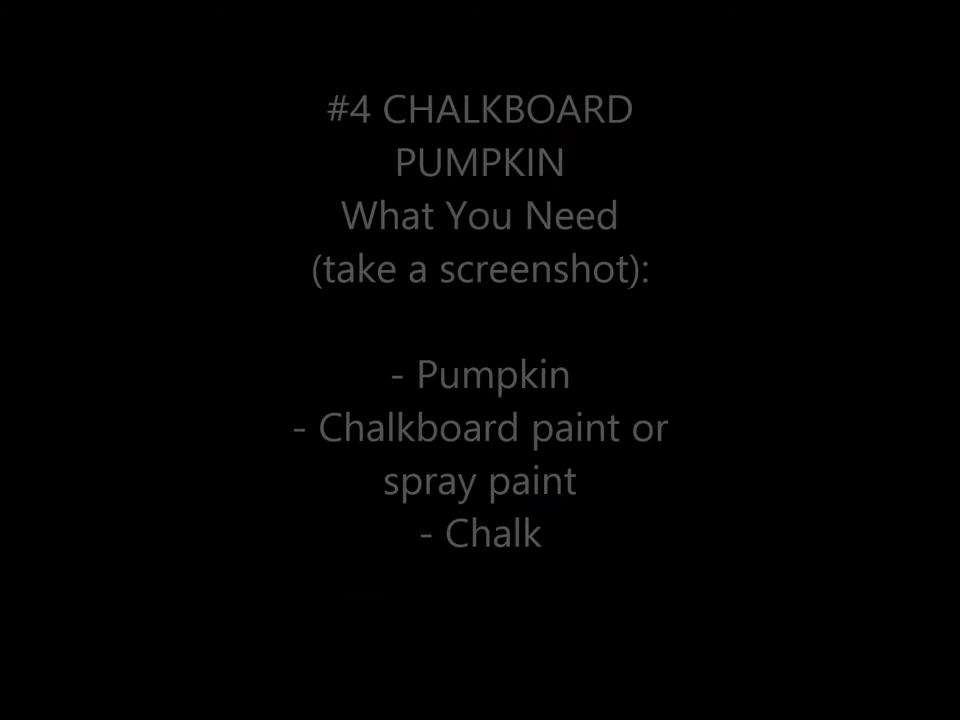 #4 CHALKBOARD
PUMPKIN
What You Need
(take a screenshot):
- Pumpkin
- Chalkboard paint or
spray paint
- Chalk